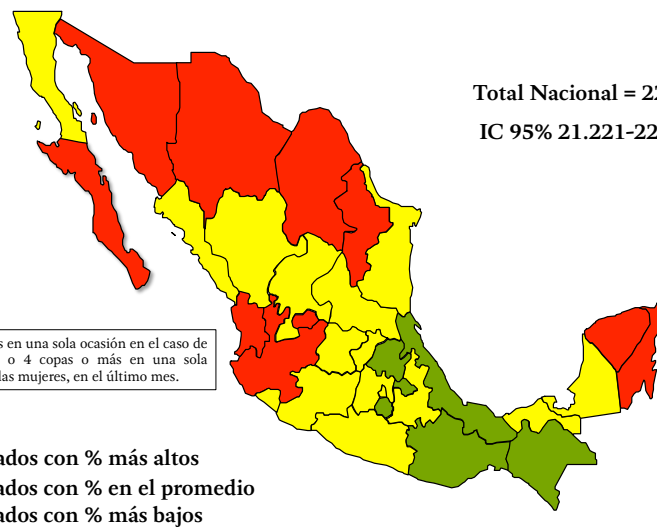 Total Nacional = 22
IC 95% 21.221-22
s en una sola ocasión en el caso de
o 4 copas o más en una sola
las mujeres, en el último mes.
ados con % más altos
ados con % en el promedio
ados con % más bajos